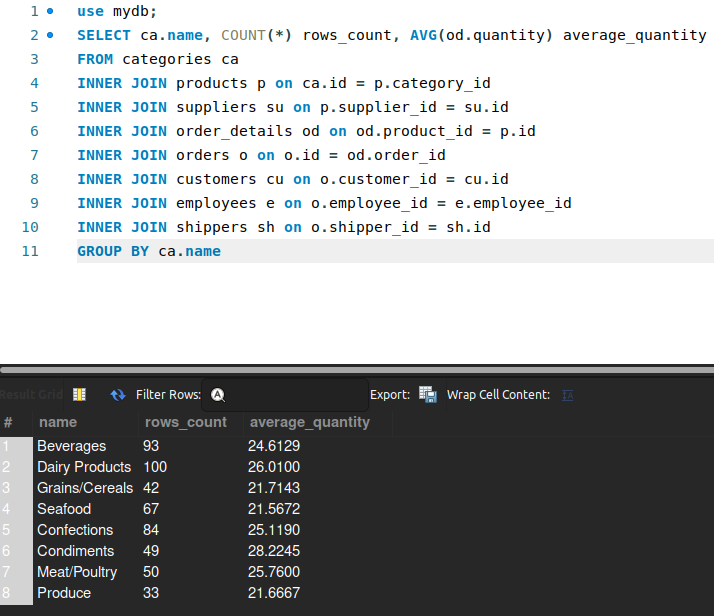 1 use mydb;
2 SELECT ca.name, COUNT(*) rows_count, AVG(od.quantity) average_quantity
3 FROM categories ca
4 INNER JOIN products p on ca.id = p.category_id
5 INNER JOIN suppliers su on p.supplier_id = su.id
6 INNER JOIN order_details od on od.product_id = p.id
7 INNER JOIN orders o on o.id = od.order_id
8 INNER JOIN customers cu on o.customer_id = cu.id
9 INNER JOIN employees e on o.employee_id = e.employee_id
10 INNER JOIN shippers sh on o.shipper_id = sh.id
11 GROUP BY ca.name
Result Grid Filter Rows: Export: Wrap Cell Content:
# name rows_count average_quantity
1 Beverages 93 24.6129
2 Dairy Products 100 26.0100
3 Grains/Cereals 42 21.7143
4 Seafood 67 21.5672
5 Confections 84 25.1190
6 Condiments 49 28.2245
7 Meat/Poultry 50 25.7600
8 Produce 33 21.6667